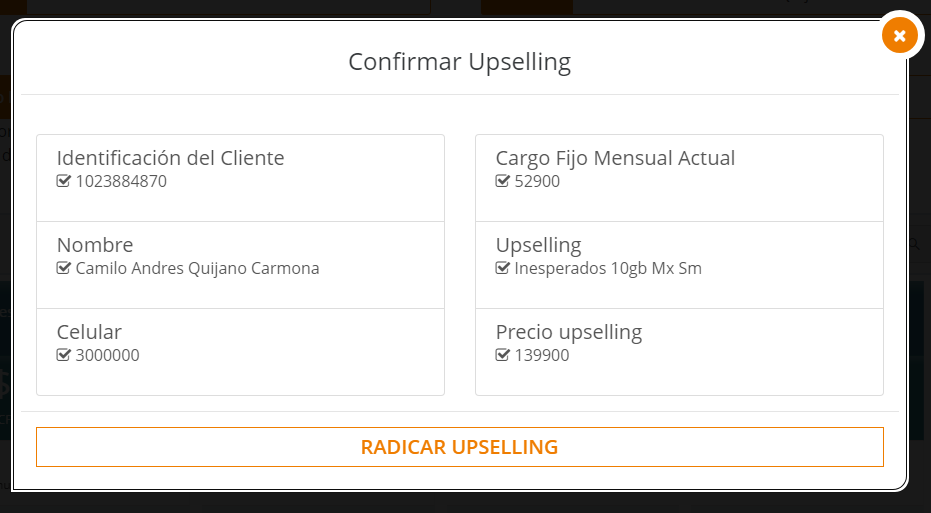 Confirmar Upselling
Identificación del Cliente
1023884870
Nombre
Camilo Andres Quijano Carmona
Celular
3000000
Cargo Fijo Mensual Actual
52900
Upselling
Inesperados 10gb Mx Sm
Precio upselling
139900
RADICAR UPSELLING